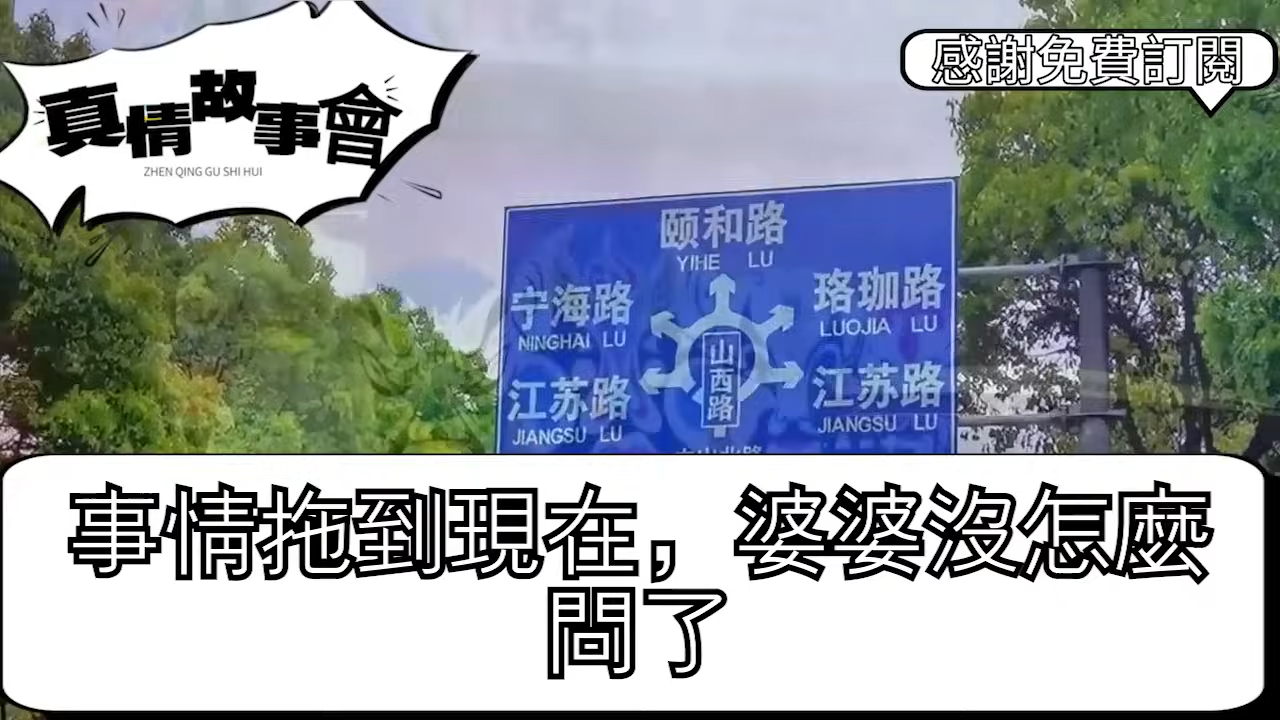 真情故事會
ZHEN QING GU SHI HUI
感謝免費訂閱
颐和路
YIHE LU
宁海路
NINGHAI LU
珞珈路
LUOJIA LU
江苏路
JIANGSU LU
江苏路
JIANGSU LU
山西路
事情拖到現在，婆婆沒怎麼
問了